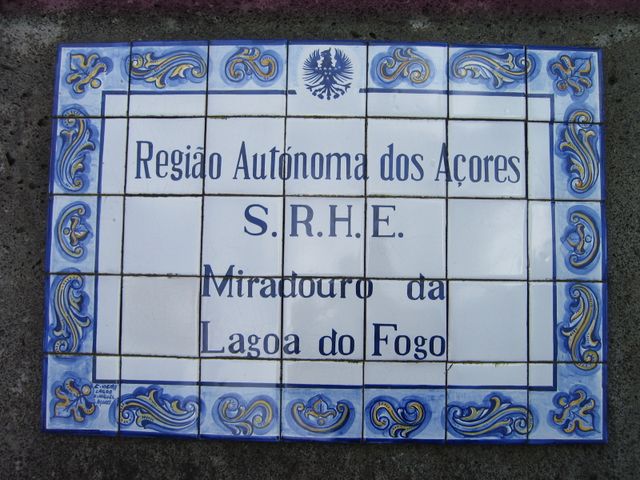 Região Autónoma dos Açores
S.R.H.E.
Miradouro da
Lagoa do Fogo